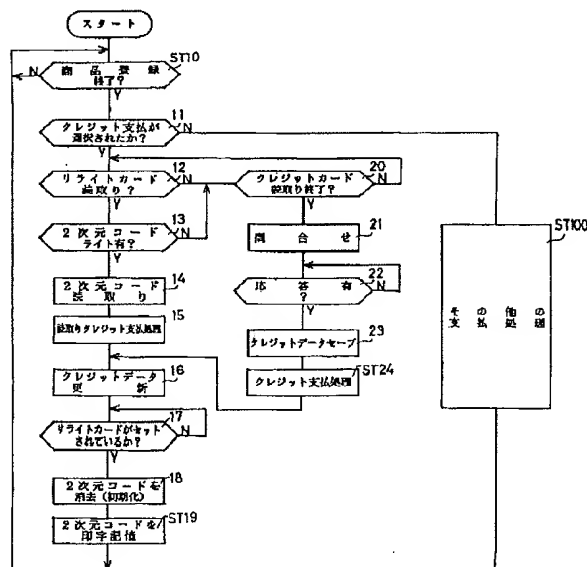 スタート
ST10
商品登録
終了?
N
Y
11
クレジット支払が
選択されたか?
N
Y
12
リライトカード
読取り?
N
Y
20
クレジットカード
読取り終了?
N
Y
13
2次元コード
ライト有?
N
Y
21
問合せ
14
2次元コード
読取り
22
応答有
?
N
Y
15
読取りクレジット支払処理
23
クレジットデータセーブ
16
クレジットデータ
更新
ST24
クレジット支払処理
17
リライトカードがセット
されているか?
N
Y
18
2次元コードを
消去(初期化)
ST19
2次元コードを
印字記憶
ST100
その他の
支払処理